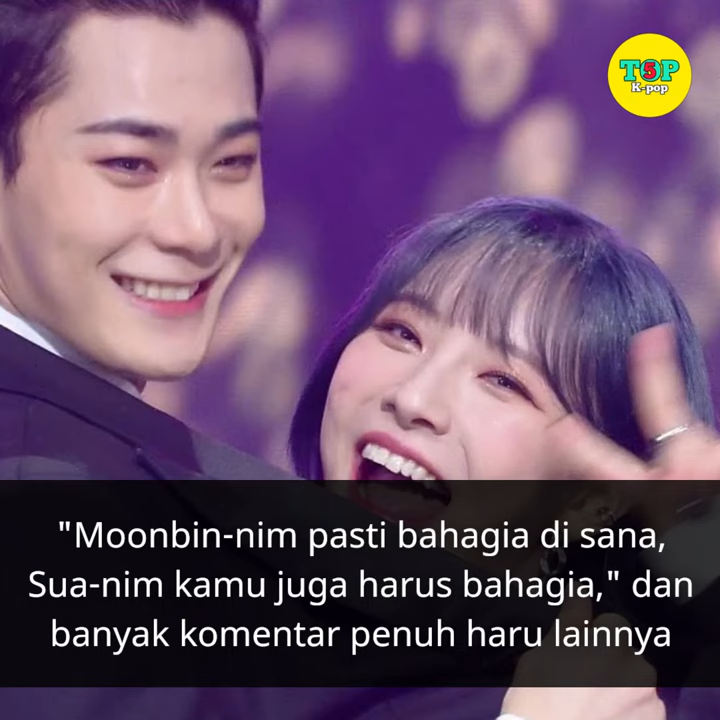 T5P
K-pop
"Moonbin-nim pasti bahagia di sana,
Sua-nim kamu juga harus bahagia," dan
banyak komentar penuh haru lainnya